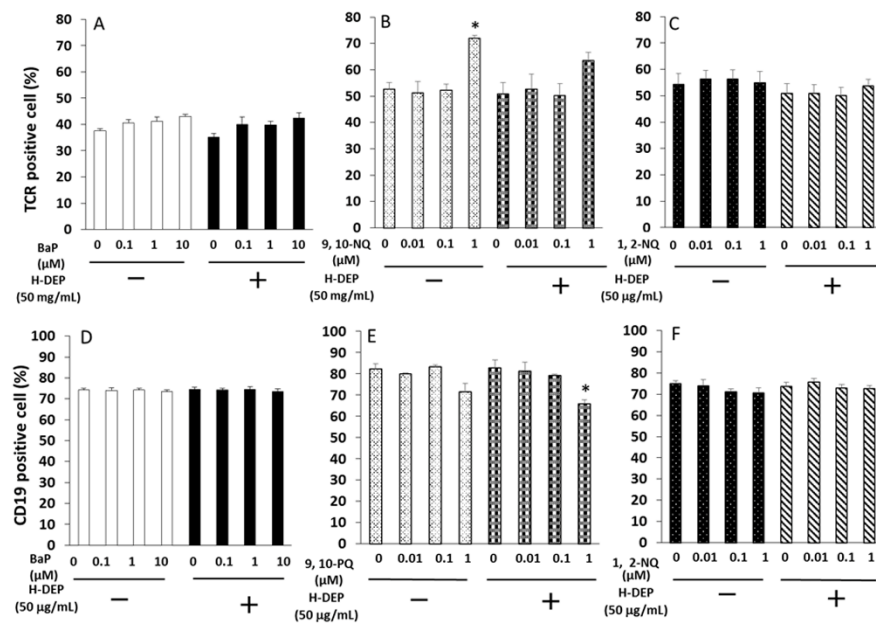 A
TCR positive cell (%)
80
70
60
50
40
30
20
10
0
BaP
(µM)
0 0.1 1 10 0 0.1 1 10
H-DEP
(50 mg/mL)
− +
B
*
80
70
60
50
40
30
20
10
0
9, 10-NQ
(µM)
0 0.01 0.1 1 0 0.01 0.1 1
H-DEP
(50 mg/mL)
− +
C
80
70
60
50
40
30
20
10
0
1, 2-NQ
(µM)
0 0.01 0.1 1 0 0.01 0.1 1
H-DEP
(50 µg/mL)
− +
D
CD19 positive cell (%)
100
90
80
70
60
50
40
30
20
10
0
BaP
(µM)
0 0.1 1 10 0 0.1 1 10
H-DEP
(50 µg/mL)
− +
E
*
100
90
80
70
60
50
40
30
20
10
0
9, 10-PQ
(µM)
0 0.01 0.1 1 0 0.01 0.1 1
H-DEP
(50 µg/mL)
− +
F
100
90
80
70
60
50
40
30
20
10
0
1, 2-NQ
(µM)
0 0.01 0.1 1 0 0.01 0.1 1
H-DEP
(50 µg/mL)
− +